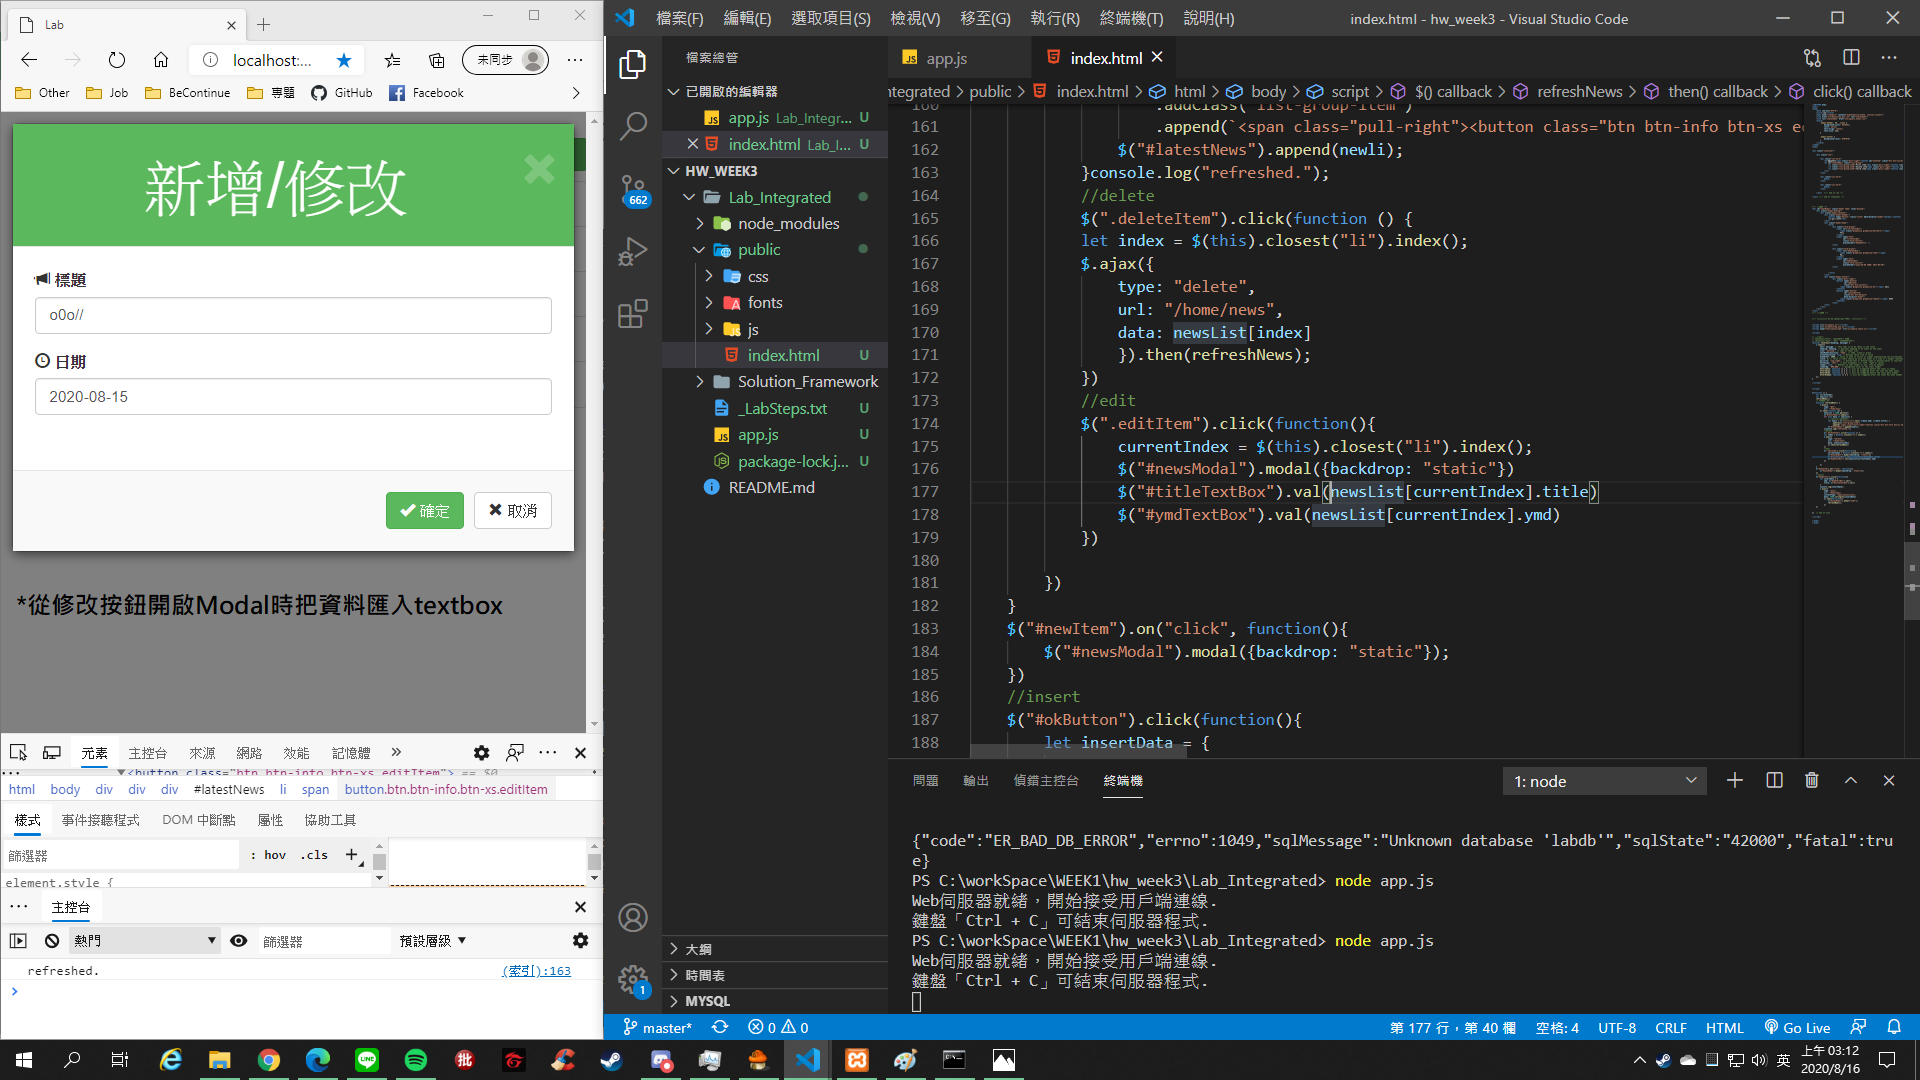 Lab
localhost:...
未同步
Other
Job
BeContinue
專題
GitHub
Facebook
新增/修改
標題
o0o//
日期
2020-08-15
確定
取消
*從修改按鈕開啟Modal時把資料匯入textbox
元素
主控台
來源
網路
效能
記憶體
<button class="btn btn-info btn-xs editItem"> == $0
html
body
div
div
div
#latestNews
li
span
button.btn.btn-info.btn-xs.editItem
樣式
事件接聽程式
DOM 中斷點
屬性
協助工具
篩選器
: hov
.cls
element.style {
主控台
熱門
篩選器
預設層級
refreshed.
(索引):163
檔案(F)
編輯(E)
選取項目(S)
檢視(V)
移至(G)
執行(R)
終端機(T)
說明(H)
index.html - hw_week3 - Visual Studio Code
662
1
檔案總管
已開啟的編輯器
app.js Lab_Integr... U
index.html Lab_I... U
HW_WEEK3
Lab_Integrated
node_modules
public
css
fonts
js
index.html U
Solution_Framework
_LabSteps.txt U
app.js U
package-lock.j... U
README.md
大綱
時間表
MYSQL
app.js
index.html
ntegrated > public > index.html > html > body > script > $() callback > refreshNews > then() callback > click() callback
160 .addClass("list-group-item")
161 .append(`<span class="pull-right"><button class="btn btn-info btn-xs e
162 $("#latestNews").append(newli);
163 }console.log("refreshed.");
164 //delete
165 $(".deleteItem").click(function () {
166 let index = $(this).closest("li").index();
167 $.ajax({
168 type: "delete",
169 url: "/home/news",
170 data: newsList[index]
171 }).then(refreshNews);
172 })
173 //edit
174 $(".editItem").click(function(){
175 currentIndex = $(this).closest("li").index();
176 $("#newsModal").modal({backdrop: "static"})
177 $("#titleTextBox").val(newsList[currentIndex].title)
178 $("#ymdTextBox").val(newsList[currentIndex].ymd)
179 })
180
181 })
182 }
183 $("#newItem").on("click", function(){
184 $("#newsModal").modal({backdrop: "static"});
185 })
186 //insert
187 $("#okButton").click(function(){
188 let insertData = {
問題
輸出
偵錯主控台
終端機
1: node
{"code":"ER_BAD_DB_ERROR","errno":1049,"sqlMessage":"Unknown database 'labdb'","sqlState":"42000","fatal":tru
e}
PS C:\workSpace\WEEK1\hw_week3\Lab_Integrated> node app.js
Web伺服器就緒，開始接受用戶端連線.
鍵盤「Ctrl + C」可結束伺服器程式.
PS C:\workSpace\WEEK1\hw_week3\Lab_Integrated> node app.js
Web伺服器就緒，開始接受用戶端連線.
鍵盤「Ctrl + C」可結束伺服器程式.
master*
0 0
第 177 行，第 40 欄
空格: 4
UTF-8
CRLF
HTML
Go Live
LINE
批
英
上午 03:12
2020/8/16